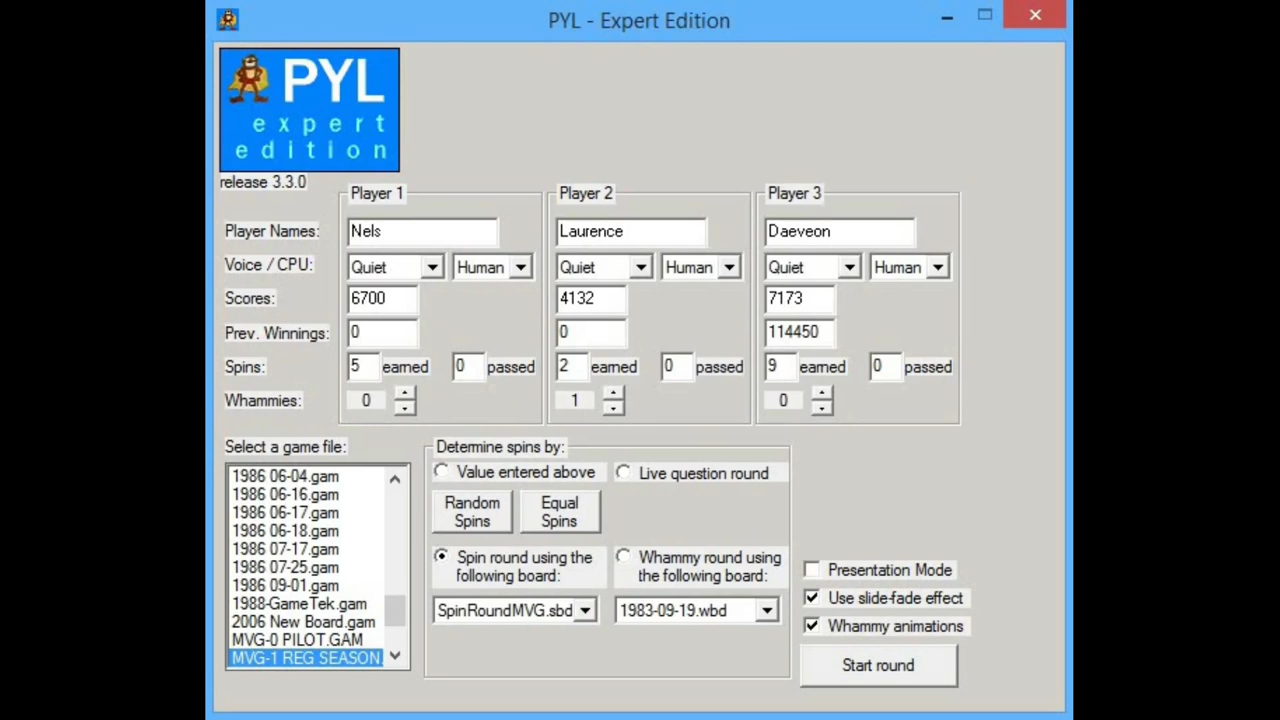 PYL - Expert Edition
PYL
expert
edition
release 3.3.0
Player 1 Player 2 Player 3
Player Names: Nels Laurence Daeveon
Voice / CPU: Quiet Human Quiet Human Quiet Human
Scores: 6700 4132 7173
Prev. Winnings: 0 0 114450
Spins: 5 earned 0 passed 2 earned 0 passed 9 earned 0 passed
Whammies: 0 1 0
Select a game file:
1986 06-04.gam
1986 06-16.gam
1986 06-17.gam
1986 06-18.gam
1986 07-17.gam
1986 07-25.gam
1986 09-01.gam
1988-GameTek.gam
2006 New Board.gam
MVG-0 PILOT.GAM
MVG-1 REG SEASON.
Determine spins by:
Value entered above Live question round
Random
Spins
Equal
Spins
Spin round using the
following board:
Whammy round using
the following board:
SpinRoundMVG.sbd 1983-09-19.wbd
Presentation Mode
Use slide-fade effect
Whammy animations
Start round